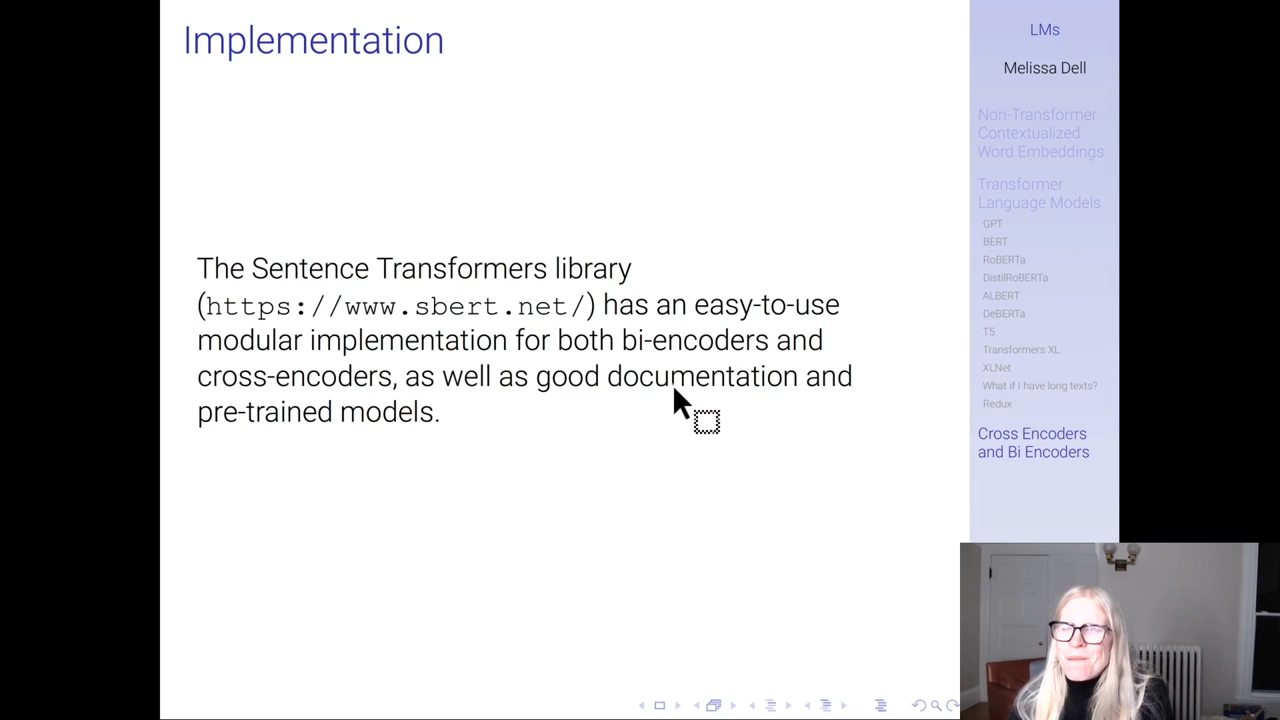 Implementation
The Sentence Transformers library
(https://www.sbert.net/) has an easy-to-use
modular implementation for both bi-encoders and
cross-encoders, as well as good documentation and
pre-trained models.
LMs
Melissa Dell
Non-Transformer
Contextualized
Word Embeddings
Transformer
Language Models
GPT
BERT
RoBERTa
DistilRoBERTa
ALBERT
DeBERTa
T5
Transformers XL
XLNet
What if I have long texts?
Redux
Cross Encoders
and Bi Encoders